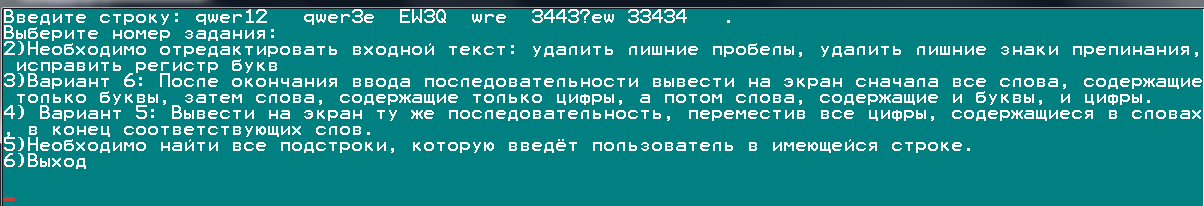 Введите строку: qwer12   qwer3e  EW3Q  wre  3443?ew 33434   .
Выберите номер задания:
2)Необходимо отредактировать входной текст: удалить лишние пробелы, удалить лишние знаки препинания,
исправить регистр букв
3)Вариант 6: После окончания ввода последовательности вывести на экран сначала все слова, содержащие
только буквы, затем слова, содержащие только цифры, а потом слова, содержащие и буквы, и цифры.
4) Вариант 5: Вывести на экран ту же последовательность, переместив все цифры, содержащиеся в словах
, в конец соответствующих слов.
5)Необходимо найти все подстроки, которую введёт пользователь в имеющейся строке.
6)Выход